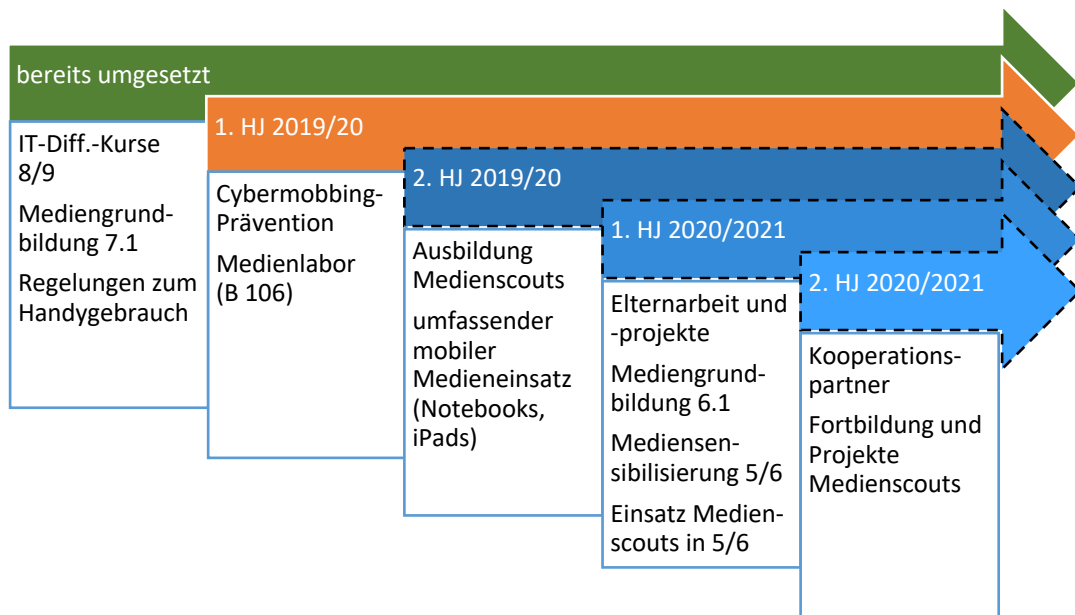 bereits umgesetzt
IT-Diff.-Kurse
8/9
Mediengrund-
bildung 7.1
Regelungen zum
Handygebrauch
1. HJ 2019/20
Cybermobbing-
Prävention
Medienlabor
(B 106)
2. HJ 2019/20
Ausbildung
Medienscouts
umfassender
mobiler
Medieneinsatz
(Notebooks,
iPads)
1. HJ 2020/2021
Elternarbeit und
-projekte
Mediengrund-
bildung 6.1
Mediensen-
sibilisierung 5/6
Einsatz Medien-
scouts in 5/6
2. HJ 2020/2021
Kooperations-
partner
Fortbildung und
Projekte
Medienscouts